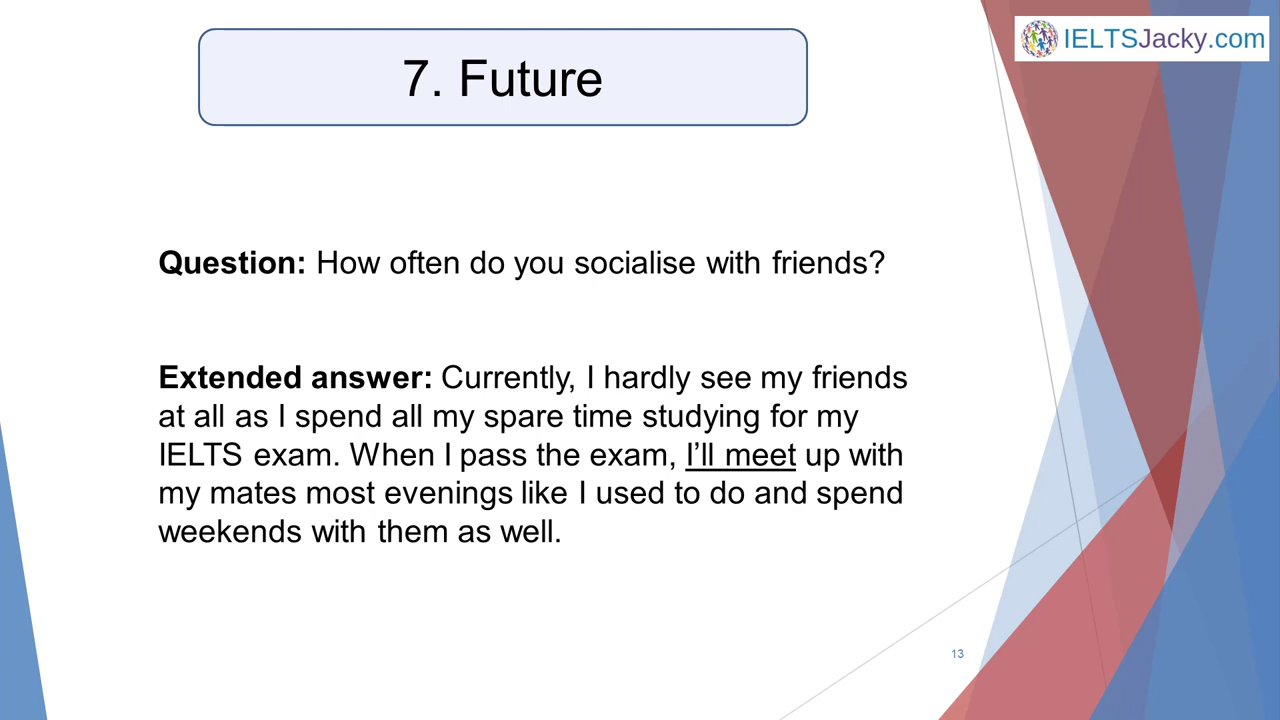 IELTSJacky.com
7. Future
Question: How often do you socialise with friends?
Extended answer: Currently, I hardly see my friends
at all as I spend all my spare time studying for my
IELTS exam. When I pass the exam, I’ll meet up with
my mates most evenings like I used to do and spend
weekends with them as well.
13